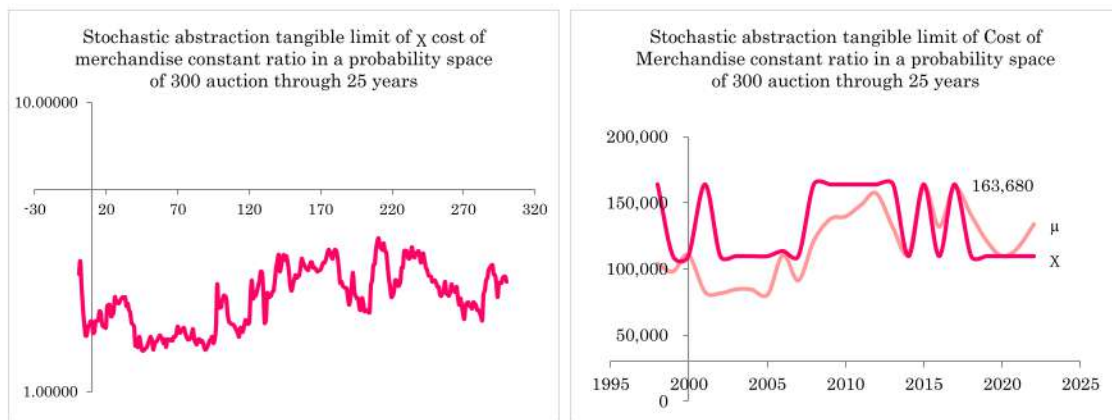 Stochastic abstraction tangible limit of χ cost of
merchandise constant ratio in a probability space
of 300 auction through 25 years
10.00000
-30 20 70 120 170 220 270 320
1.00000
Stochastic abstraction tangible limit of Cost of
Merchandise constant ratio in a probability space
of 300 auction through 25 years
200,000
163,680
150,000
μ
100,000
X
50,000
1995 2000 2005 2010 2015 2020 2025
0